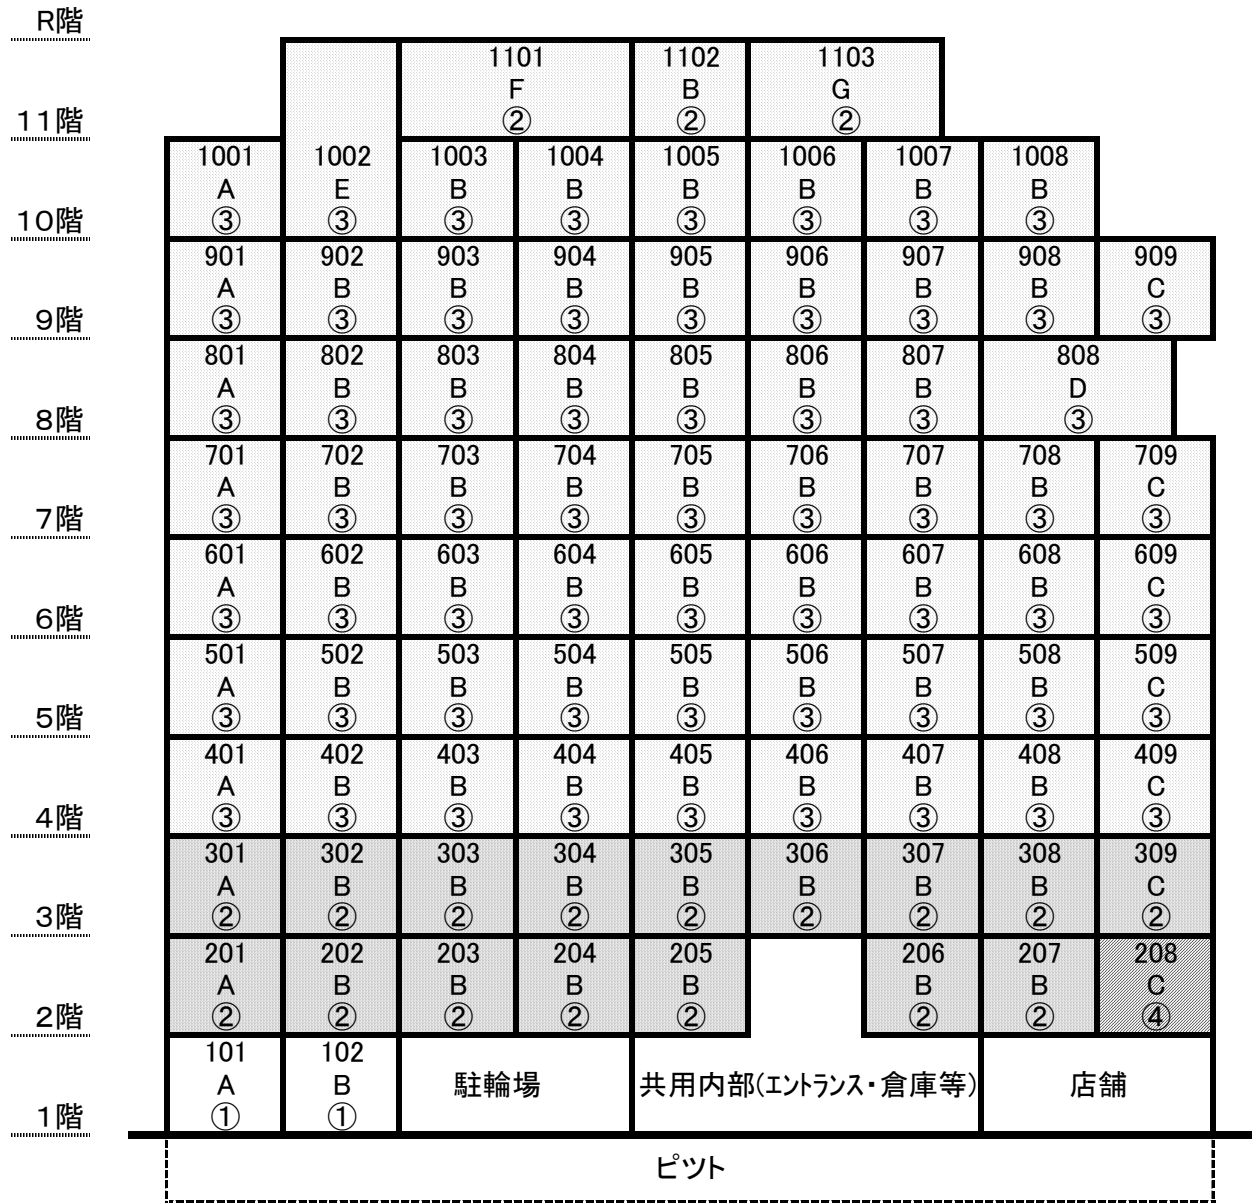 R階
1101 1102 1103
F B G
11階 ② ② ②
1001 1002 1003 1004 1005 1006 1007 1008
A E B B B B B B
10階 ③ ③ ③ ③ ③ ③ ③ ③
901 902 903 904 905 906 907 908 909
A B B B B B B B C
9階 ③ ③ ③ ③ ③ ③ ③ ③ ③
801 802 803 804 805 806 807 808
A B B B B B B D
8階 ③ ③ ③ ③ ③ ③ ③ ③
701 702 703 704 705 706 707 708 709
A B B B B B B B C
7階 ③ ③ ③ ③ ③ ③ ③ ③ ③
601 602 603 604 605 606 607 608 609
A B B B B B B B C
6階 ③ ③ ③ ③ ③ ③ ③ ③ ③
501 502 503 504 505 506 507 508 509
A B B B B B B B C
5階 ③ ③ ③ ③ ③ ③ ③ ③ ③
401 402 403 404 405 406 407 408 409
A B B B B B B B C
4階 ③ ③ ③ ③ ③ ③ ③ ③ ③
301 302 303 304 305 306 307 308 309
A B B B B B B B C
3階 ② ② ② ② ② ② ② ② ②
201 202 203 204 205 206 207 208
A B B B B B B C
2階 ② ② ② ② ② ② ② ④
101 102
A B 駐輪場 共用内部(エントランス・倉庫等) 店舗
1階 ① ①
ピツト